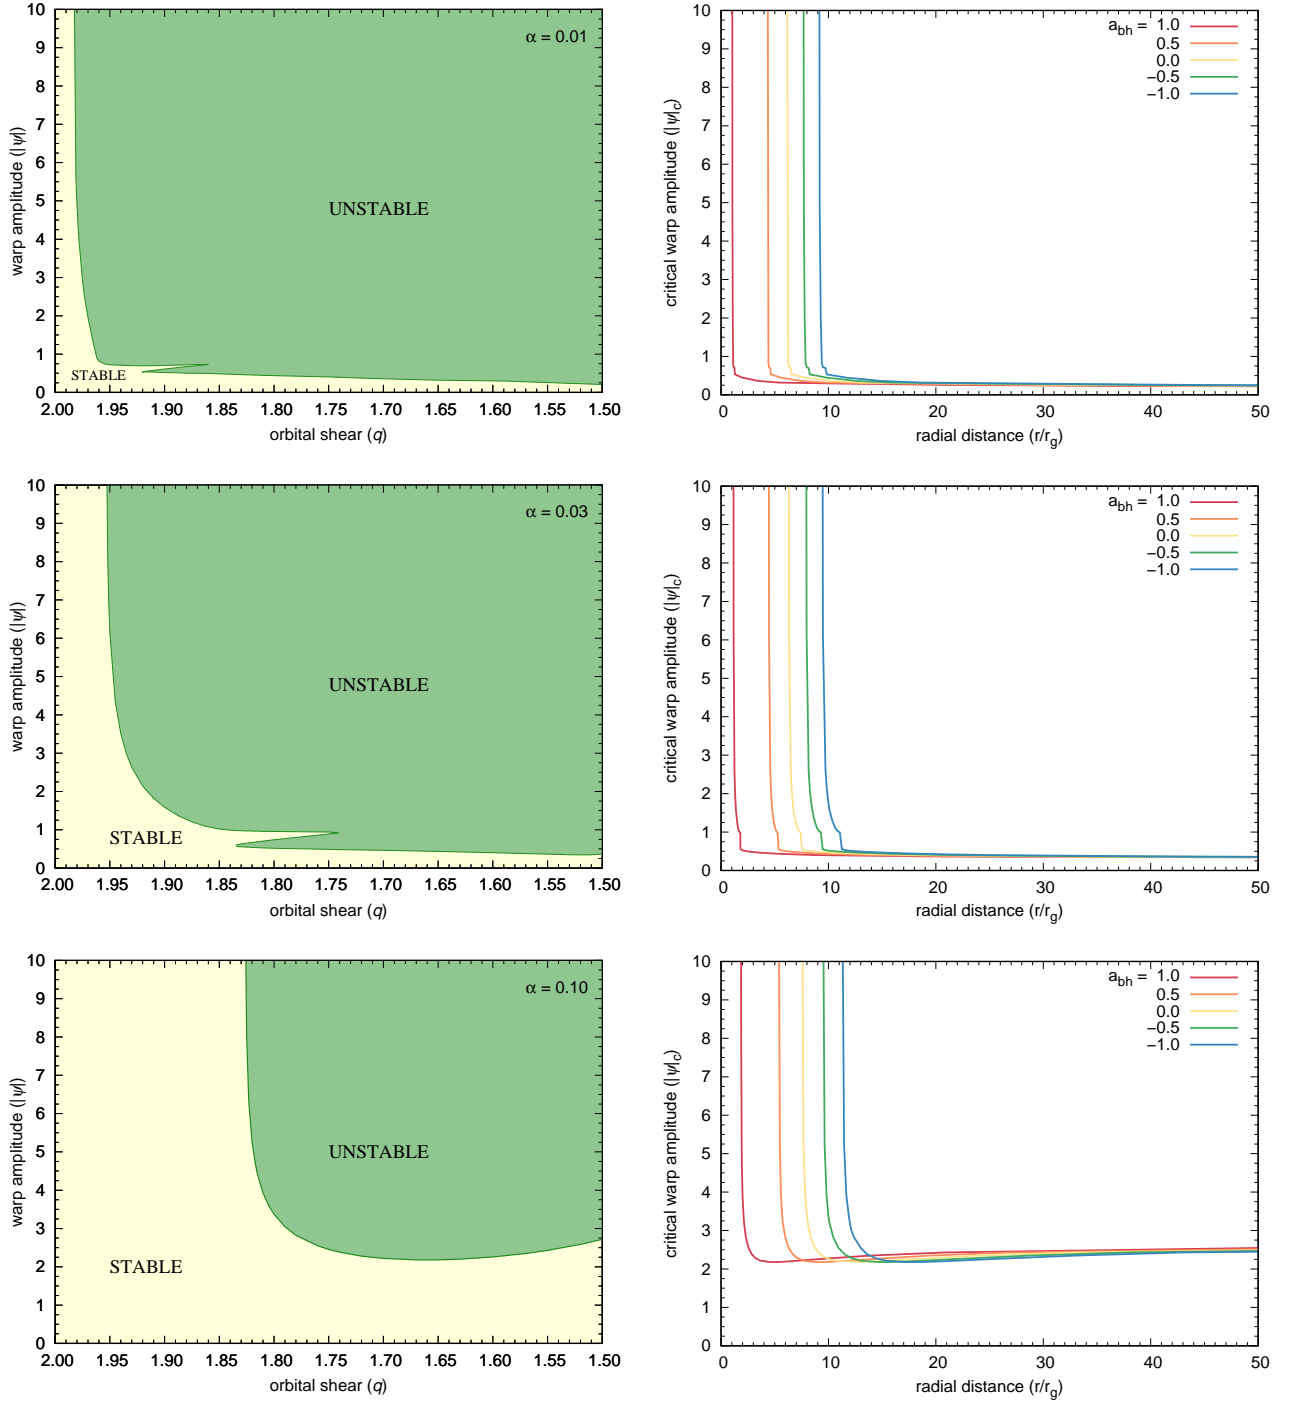 10
9
8
7
6
5
4
3
2
1
0
warp amplitude (|ψ|)
α = 0.01
UNSTABLE
STABLE
2.00 1.95 1.90 1.85 1.80 1.75 1.70 1.65 1.60 1.55 1.50
orbital shear (q)
10
9
8
7
6
5
4
3
2
1
0
critical warp amplitude (|ψ|c)
abh = 1.0
0.5
0.0
−0.5
−1.0
0 10 20 30 40 50
radial distance (r/rg)
10
9
8
7
6
5
4
3
2
1
0
warp amplitude (|ψ|)
α = 0.03
UNSTABLE
STABLE
2.00 1.95 1.90 1.85 1.80 1.75 1.70 1.65 1.60 1.55 1.50
orbital shear (q)
10
9
8
7
6
5
4
3
2
1
0
critical warp amplitude (|ψ|c)
abh = 1.0
0.5
0.0
−0.5
−1.0
0 10 20 30 40 50
radial distance (r/rg)
10
9
8
7
6
5
4
3
2
1
0
warp amplitude (|ψ|)
α = 0.10
UNSTABLE
STABLE
2.00 1.95 1.90 1.85 1.80 1.75 1.70 1.65 1.60 1.55 1.50
orbital shear (q)
10
9
8
7
6
5
4
3
2
1
0
critical warp amplitude (|ψ|c)
abh = 1.0
0.5
0.0
−0.5
−1.0
0 10 20 30 40 50
radial distance (r/rg)